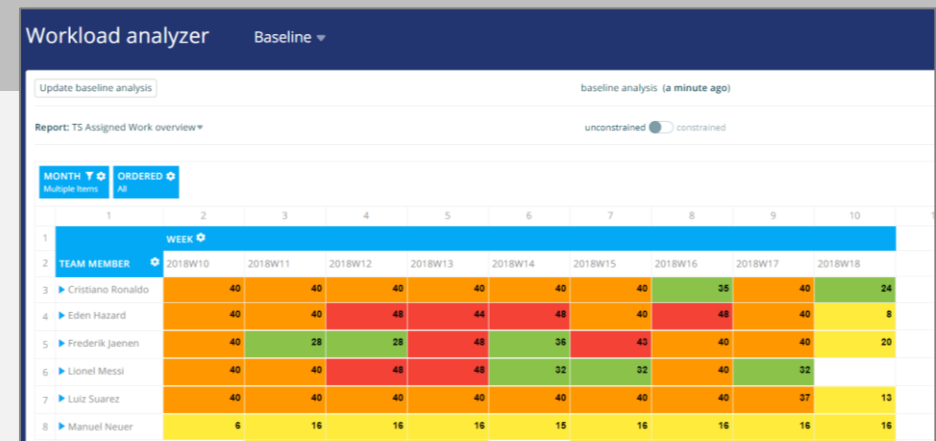 Workload analyzer Baseline
Update baseline analysis baseline analysis (a minute ago)
Report: TS Assigned Work overview unconstrained constrained
MONTH ORDERED
Multiple Items All
1 2 3 4 5 6 7 8 9 10 1
1 WEEK
2 TEAM MEMBER 2018W10 2018W11 2018W12 2018W13 2018W14 2018W15 2018W16 2018W17 2018W18
3 Cristiano Ronaldo 40 40 40 40 40 40 35 40 24
4 Eden Hazard 40 40 48 44 48 40 48 40 8
5 Frederik Jaenen 40 28 28 48 36 43 40 40 20
6 Lionel Messi 40 40 48 48 32 32 40 32
7 Luiz Suarez 40 40 40 40 40 40 40 37 13
8 Manuel Neuer 6 16 16 16 15 16 16 16 16